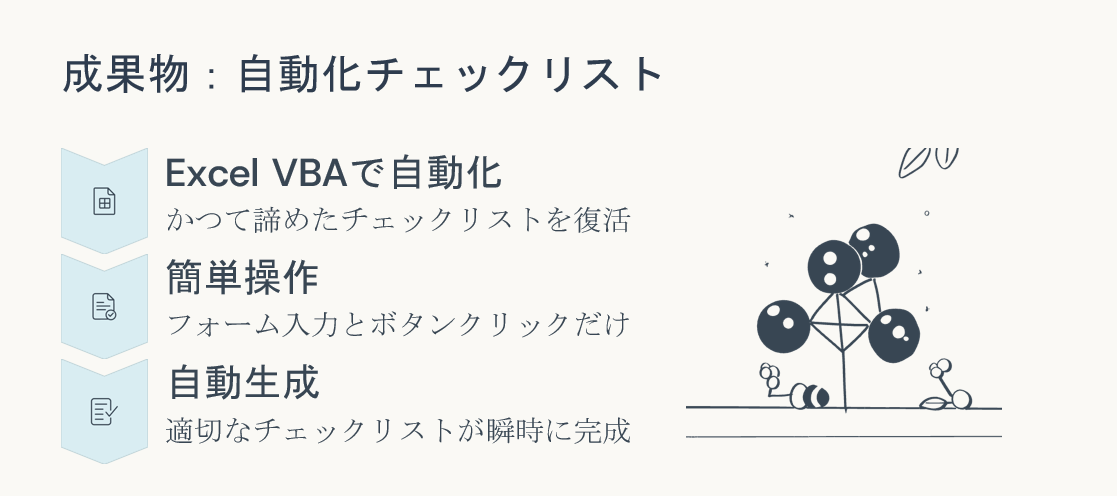 成果物：自動化チェックリスト
Excel VBAで自動化
かつて諦めたチェックリストを復活
簡単操作
フォーム入力とボタンクリックだけ
自動生成
適切なチェックリストが瞬時に完成